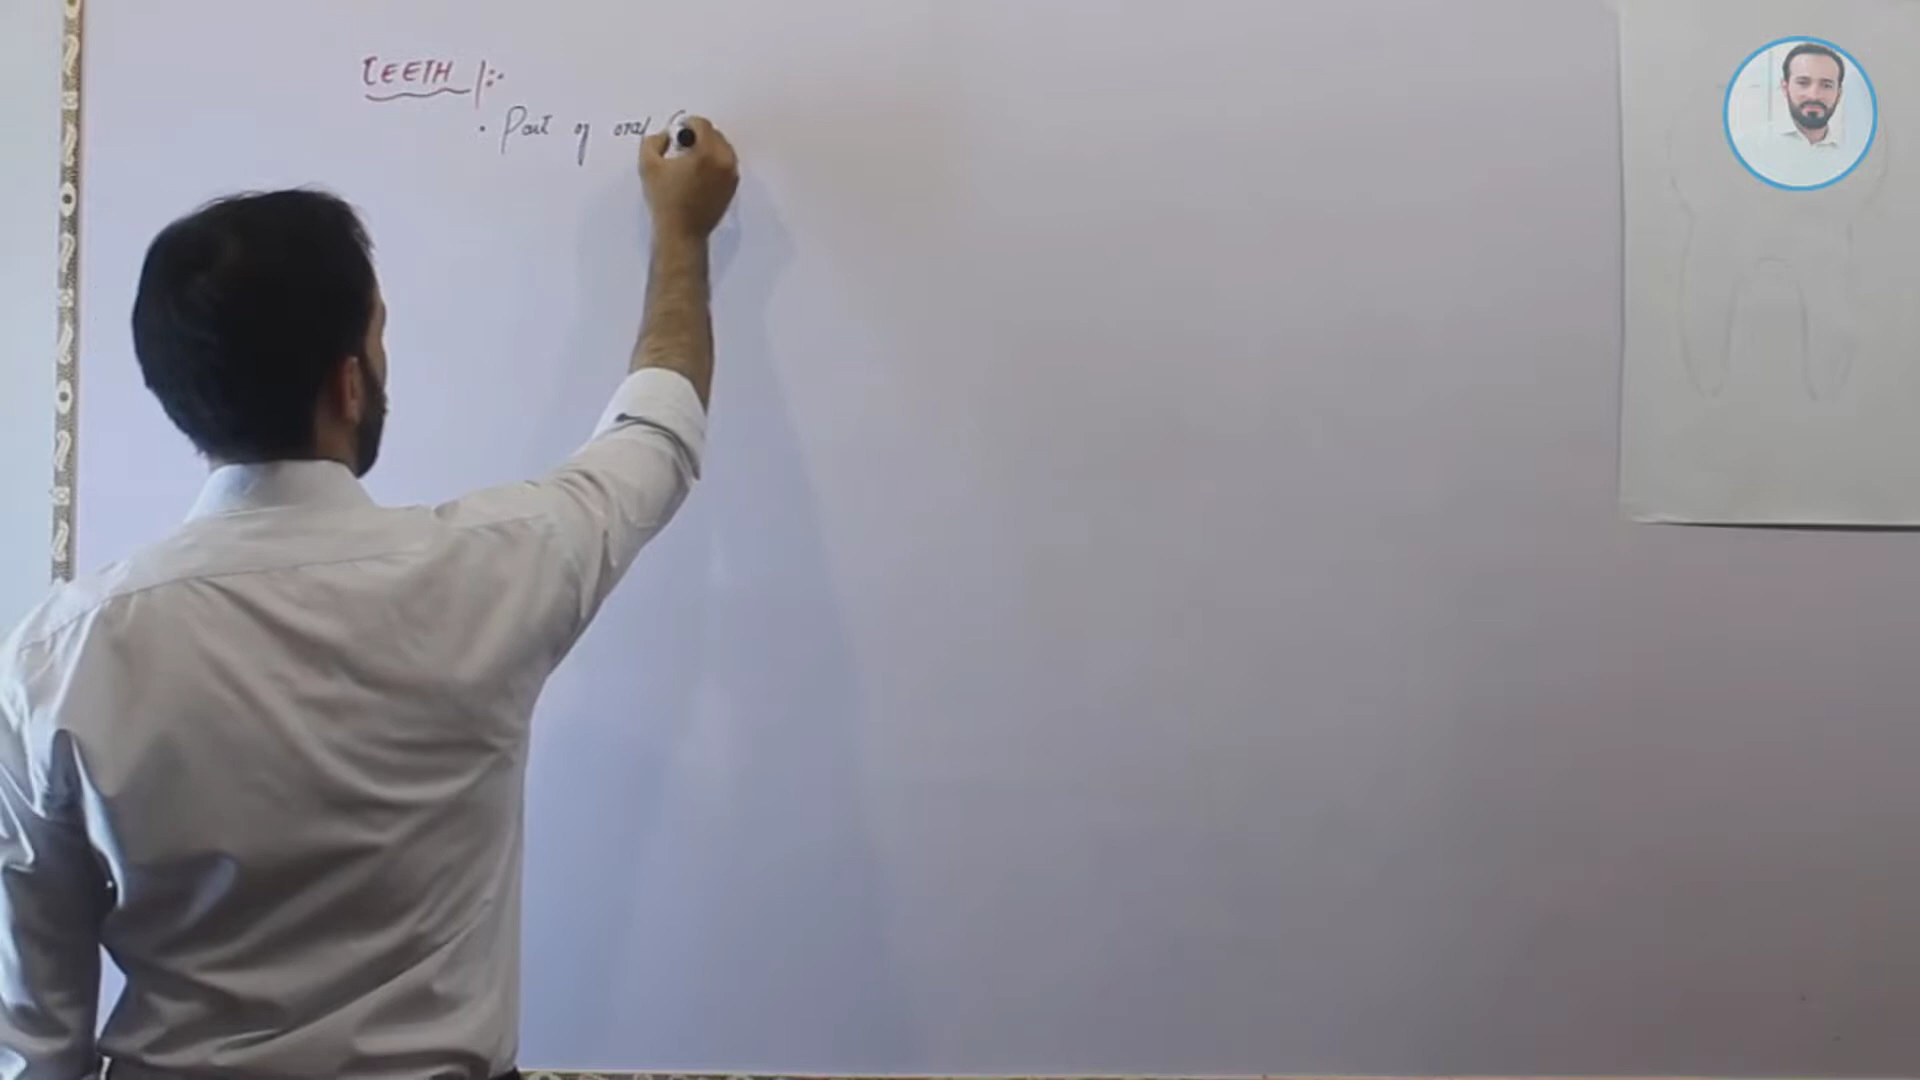 TEETH :-
• Part of oral C